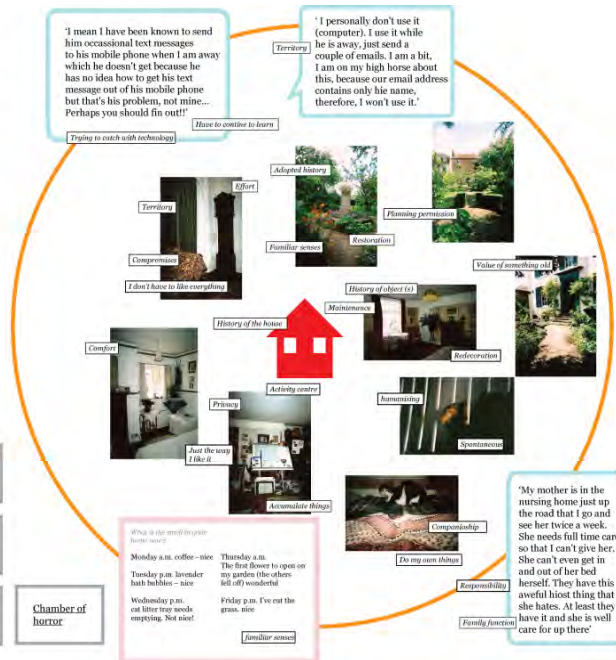 ‘I mean I have been known to send
him occassional text messages
to his mobile phone when I am away
which he doesn't get because he
has no idea how to get his text
message out of his mobile phone
but that's his problem, not mine...
Perhaps you should fin out!!’
Have to contine to learn
Trying to catch with technology
‘ I personally don't use it
(computer). I use it while
he is away, just send a
couple of emails. I am a bit,
I am on my high horse about
this, because our email address
contains only hie name,
therefore, I won't use it.’
Territory
Adopted history
Effort
Territory
Planning permission
Restoration
Familiar senses
Compromises
Value of something old
I don't have to like everything
History of object (s)
Maintenance
History of the house
Comfort
Redecoration
Activity centre
humanising
Privacy
Spontaneous
Just the way
I like it
Accumalate things
Companioship
Do my own things
Monday a.m. coffee – nice
Tuesday p.m. lavender
bath bubbles – nice
Wednesday p.m.
cat litter tray needs
emptying. Not nice!
Thursday a.m.
The first flower to open on
my garden (the others
fell off) wonderful
Friday p.m. I've cut the
grass. nice
familiar senses
Chamber of
horror
‘My mother is in the
nursing home just up
the road that I go and
see her twice a week.
She needs full time care
so that I can't give her.
She can't even get in
and out of her bed
herself. They have this
aweful hiost thing that
she hates. At least they
have it and she is well
care for up there’
Responsibility
Family function